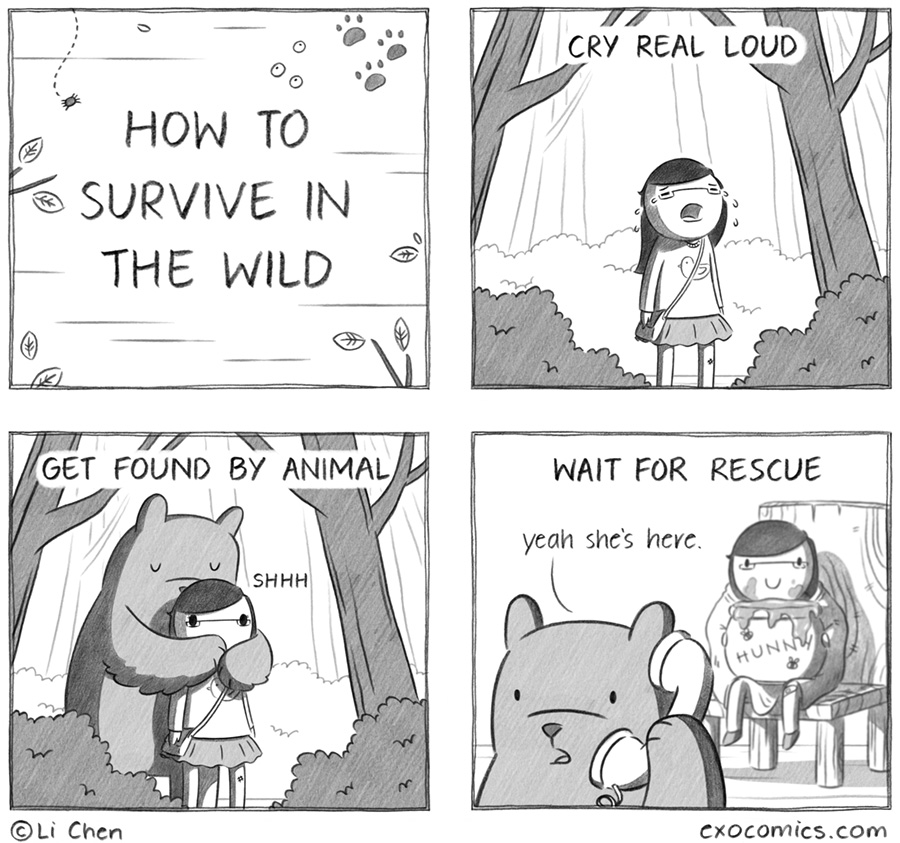 HOW TO
SURVIVE IN
THE WILD
CRY REAL LOUD
GET FOUND BY ANIMAL
SHHH
WAIT FOR RESCUE
yeah she's here.
HUNNY
© Li Chen
exocomics.com